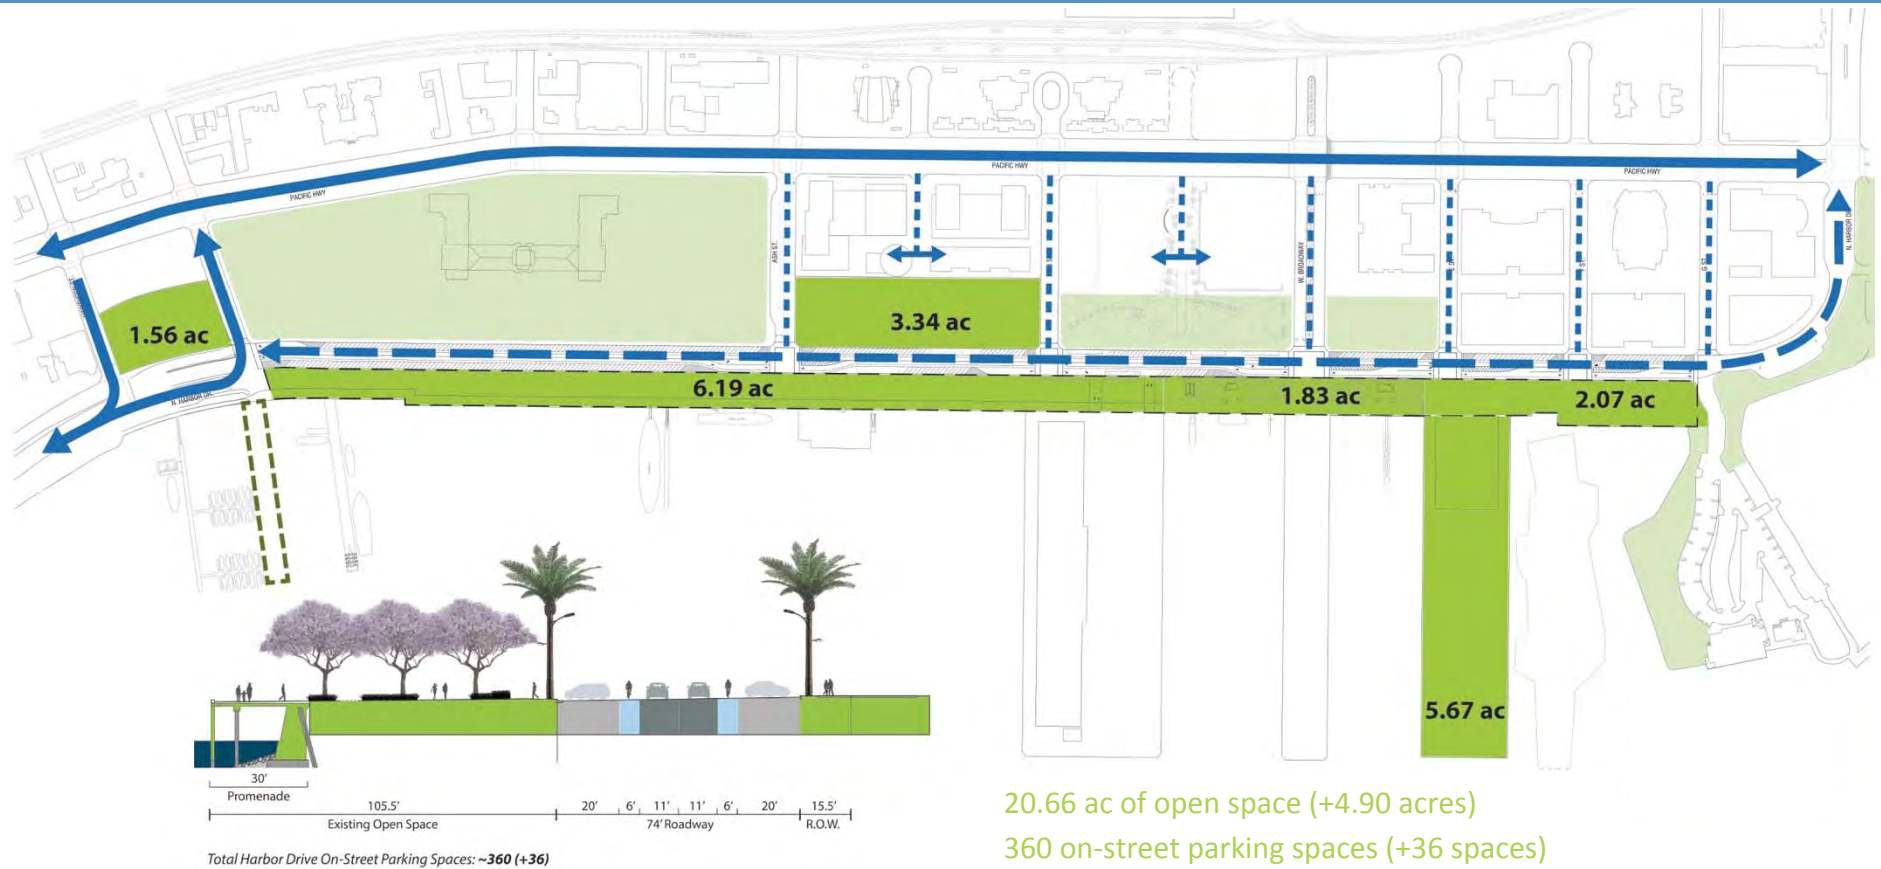 PACIFIC HWY
PACIFIC HWY
PACIFIC HWY
ASH ST.
W. BROADWAY
G ST.
N. HARBOR DR
1.56 ac
3.34 ac
6.19 ac
1.83 ac
2.07 ac
N. HARBOR DR.
5.67 ac
30'
Promenade
105.5'
20'
6'
11'
11'
6'
20'
15.5'
Existing Open Space
74' Roadway
R.O.W.
Total Harbor Drive On-Street Parking Spaces: ~360 (+36)
20.66 ac of open space (+4.90 acres)
360 on-street parking spaces (+36 spaces)